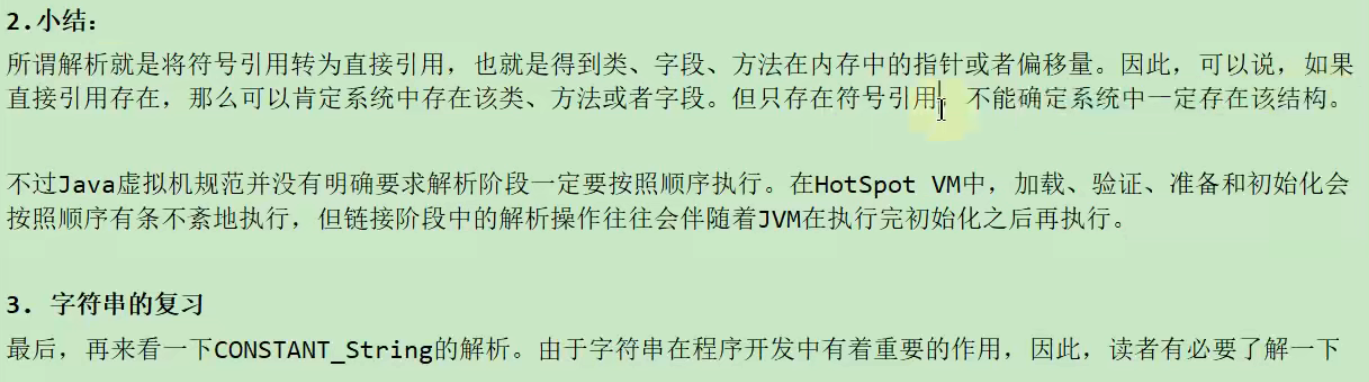 2.小结：
所谓解析就是将符号引用转为直接引用，也就是得到类、字段、方法在内存中的指针或者偏移量。因此，可以说，如果
直接引用存在，那么可以肯定系统中存在该类、方法或者字段。但只存在符号引用，不能确定系统中一定存在该结构。
不过Java虚拟机规范并没有明确要求解析阶段一定要按照顺序执行。在HotSpot VM中，加载、验证、准备和初始化会
按照顺序有条不紊地执行，但链接阶段中的解析操作往往会伴随着JVM在执行完初始化之后再执行。
3. 字符串的复习
最后，再来看一下CONSTANT_String的解析。由于字符串在程序开发中有着重要的作用，因此，读者有必要了解一下